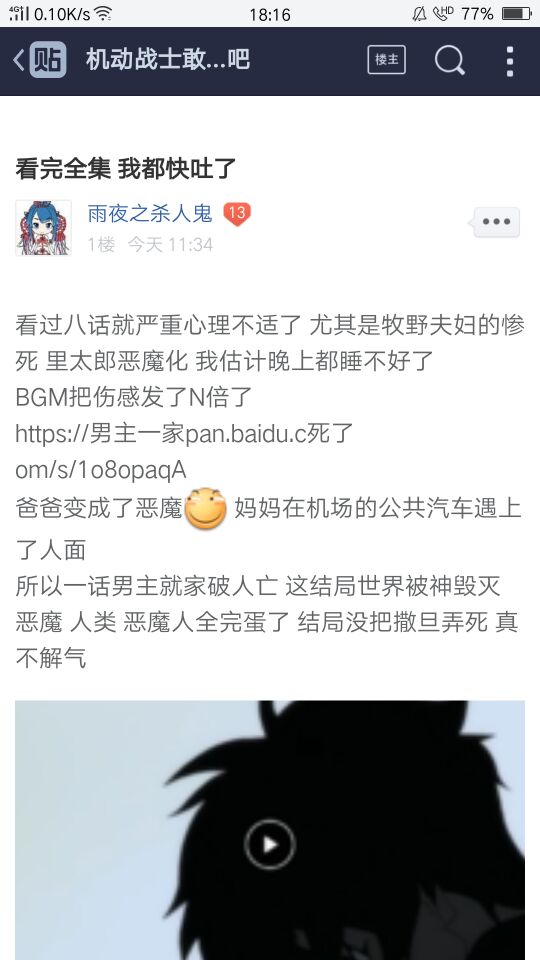 4G 0.10K/s 18:16 HD 77%
贴 机动战士敢...吧 楼主
看完全集 我都快吐了
雨夜之杀人鬼 13
1楼 今天 11:34
看过八话就严重心理不适了 尤其是牧野夫妇的惨
死 里太郎恶魔化 我估计晚上都睡不好了
BGM把伤感发了N倍了
https://男主一家pan.baidu.c死了
om/s/1o8opaqA
爸爸变成了恶魔 妈妈在机场的公共汽车遇上
了人面
所以一话男主就家破人亡 这结局世界被神毁灭
恶魔 人类 恶魔人全完蛋了 结局没把撒旦弄死 真
不解气